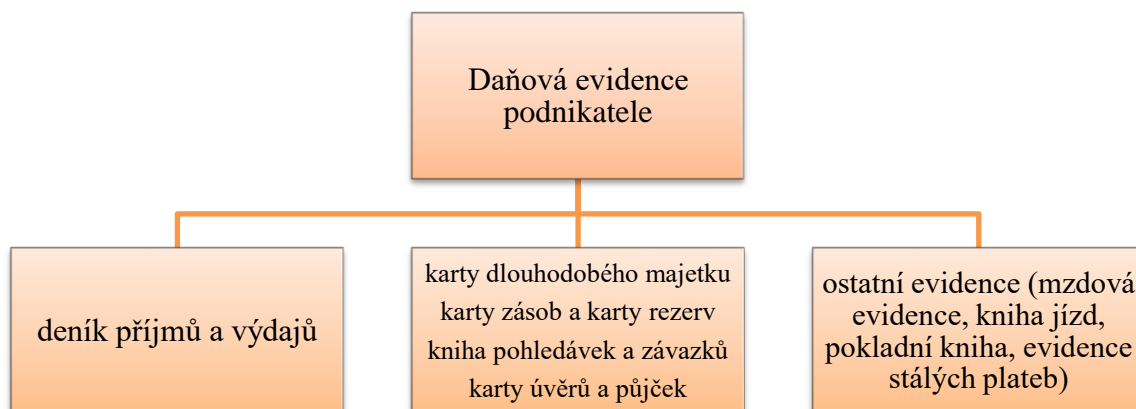 Daňová evidence
podnikatele
deník příjmů a výdajů
karty dlouhodobého majetku
karty zásob a karty rezerv
kniha pohledávek a závazků
karty úvěrů a půjček
ostatní evidence (mzdová
evidence, kniha jízd,
pokladní kniha, evidence
stálých plateb)